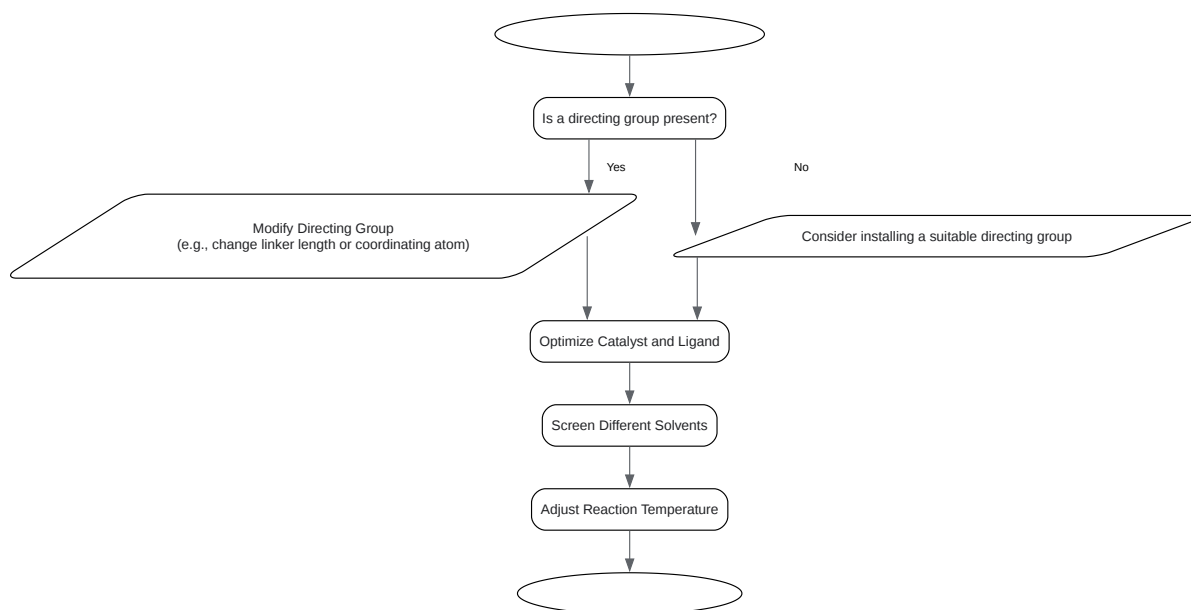 Is a directing group present?
Yes
No
Modify Directing Group
(e.g., change linker length or coordinating atom)
Consider installing a suitable directing group
Optimize Catalyst and Ligand
Screen Different Solvents
Adjust Reaction Temperature